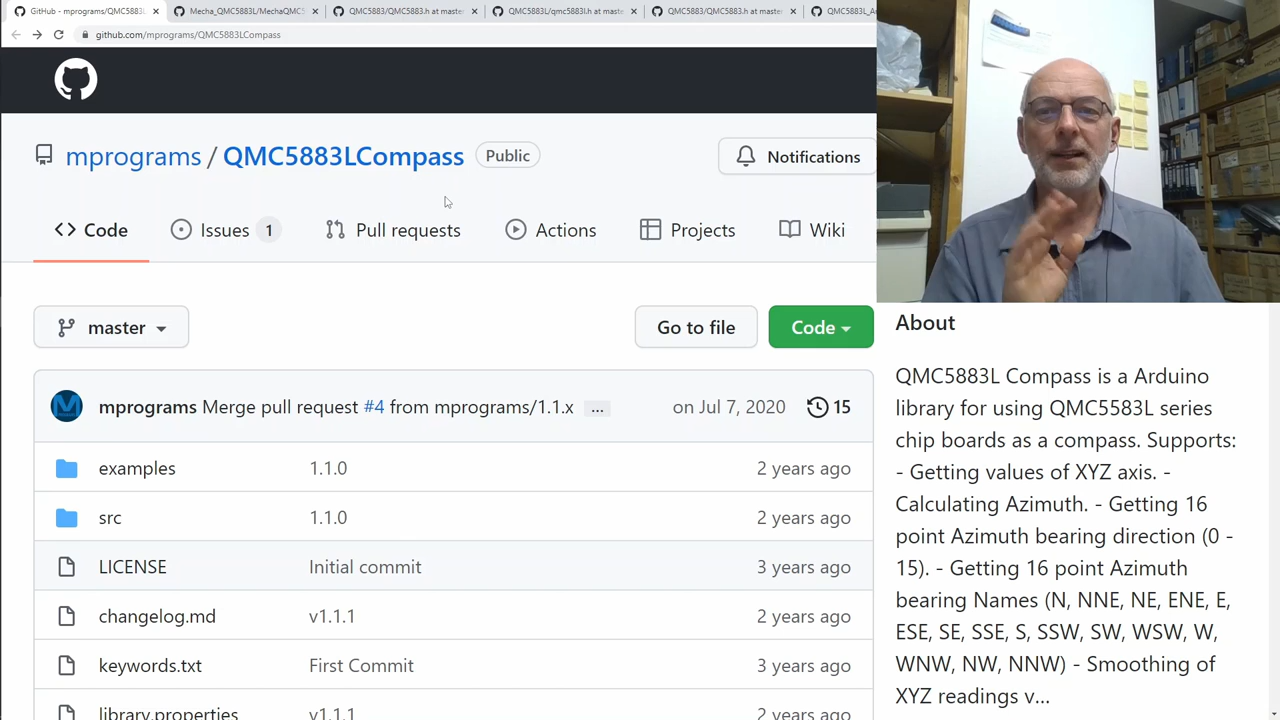 GitHub - mprograms/QMC5883L
Mecha_QMC5883L/MechaQMC5
QMC5883/QMC5883.h at maste
QMC5883L/qmc5883l.h at master
QMC5883/QMC5883.h at master
QMC5883L_A
github.com/mprograms/QMC5883LCompass
mprograms / QMC5883LCompass Public
Notifications
Code
Issues 1
Pull requests
Actions
Projects
Wiki
master
Go to file
Code
mprograms Merge pull request #4 from mprograms/1.1.x ... on Jul 7, 2020 15
examples 1.1.0 2 years ago
src 1.1.0 2 years ago
LICENSE Initial commit 3 years ago
changelog.md v1.1.1 2 years ago
keywords.txt First Commit 3 years ago
library.properties v1.1.1 2 years ago
About
QMC5883L Compass is a Arduino
library for using QMC5583L series
chip boards as a compass. Supports:
- Getting values of XYZ axis. -
Calculating Azimuth. - Getting 16
point Azimuth bearing direction (0 -
15). - Getting 16 point Azimuth
bearing Names (N, NNE, NE, ENE, E,
ESE, SE, SSE, S, SSW, SW, WSW, W,
WNW, NW, NNW) - Smoothing of
XYZ readings v...